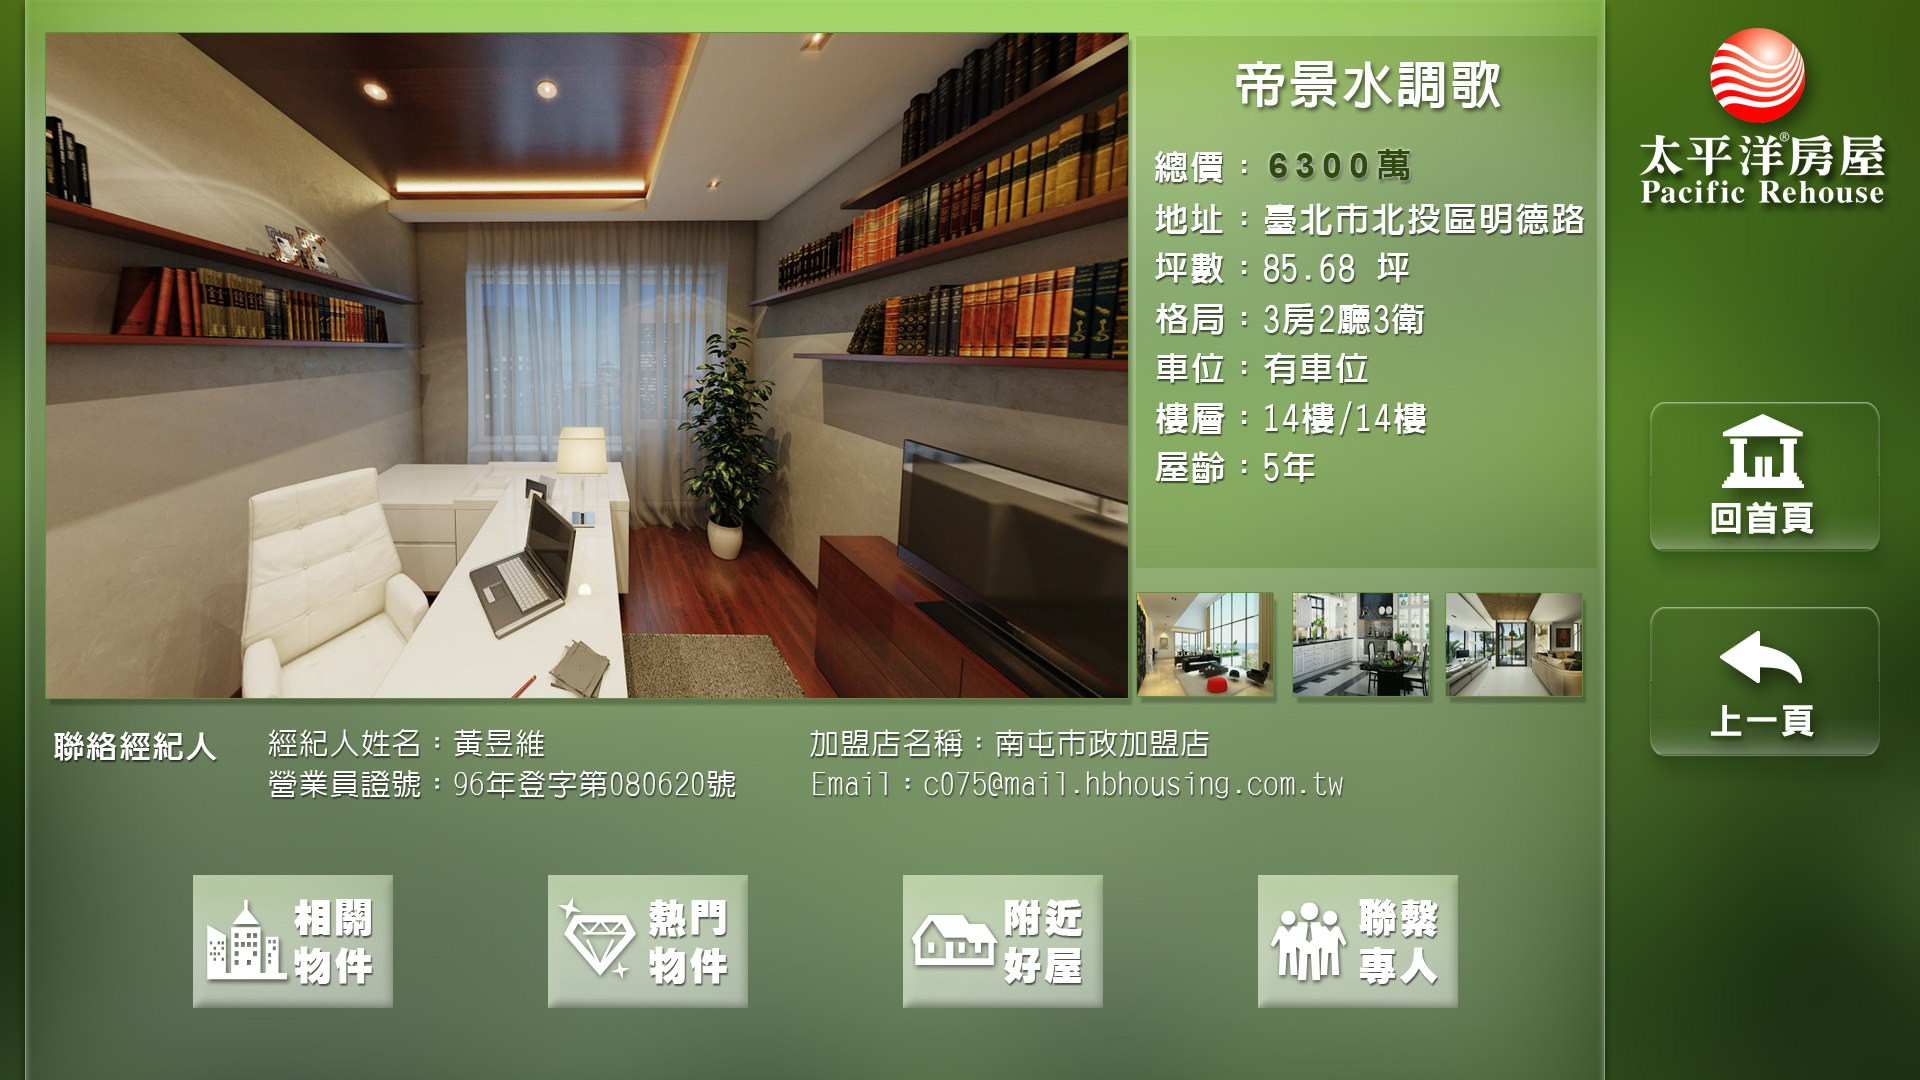 帝景水調歌
總價：6300萬
地址：臺北市北投區明德路
坪數：85.68 坪
格局：3房2廳3衛
車位：有車位
樓層：14樓/14樓
屋齡：5年
太平洋房屋®
Pacific Rehouse
回首頁
上一頁
聯絡經紀人
經紀人姓名：黃昱維
營業員證號：96年登字第080620號
加盟店名稱：南屯市政加盟店
Email：c075@mail.hbhousing.com.tw
相關
物件
熱門
物件
附近
好屋
聯繫
專人